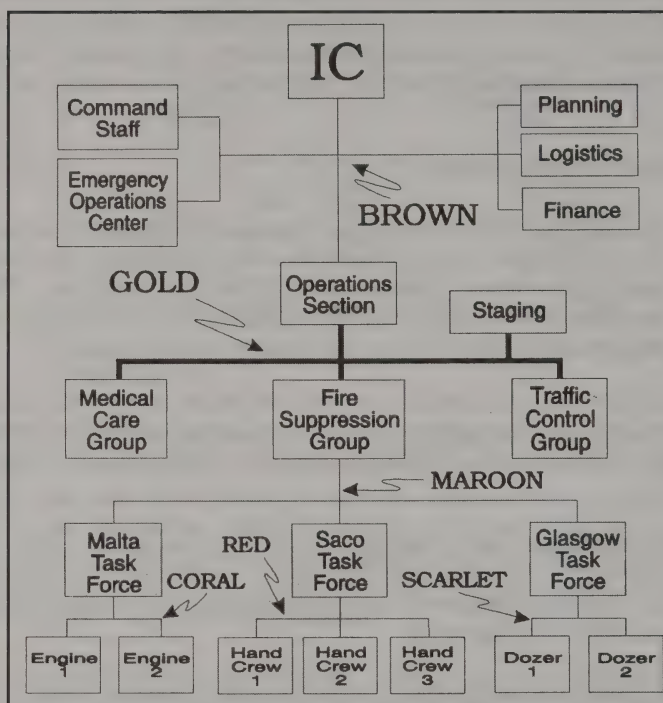 IC
Command
Staff
Emergency
Operations
Center
Planning
Logistics
Finance
BROWN
GOLD
Operations
Section
Staging
Medical
Care
Group
Fire
Suppression
Group
Traffic
Control
Group
MAROON
Malta
Task
Force
RED
Saco
Task
Force
Glasgow
Task
Force
CORAL
SCARLET
Engine
1
Engine
2
Hand
Crew
1
Hand
Crew
2
Hand
Crew
3
Dozer
1
Dozer
2